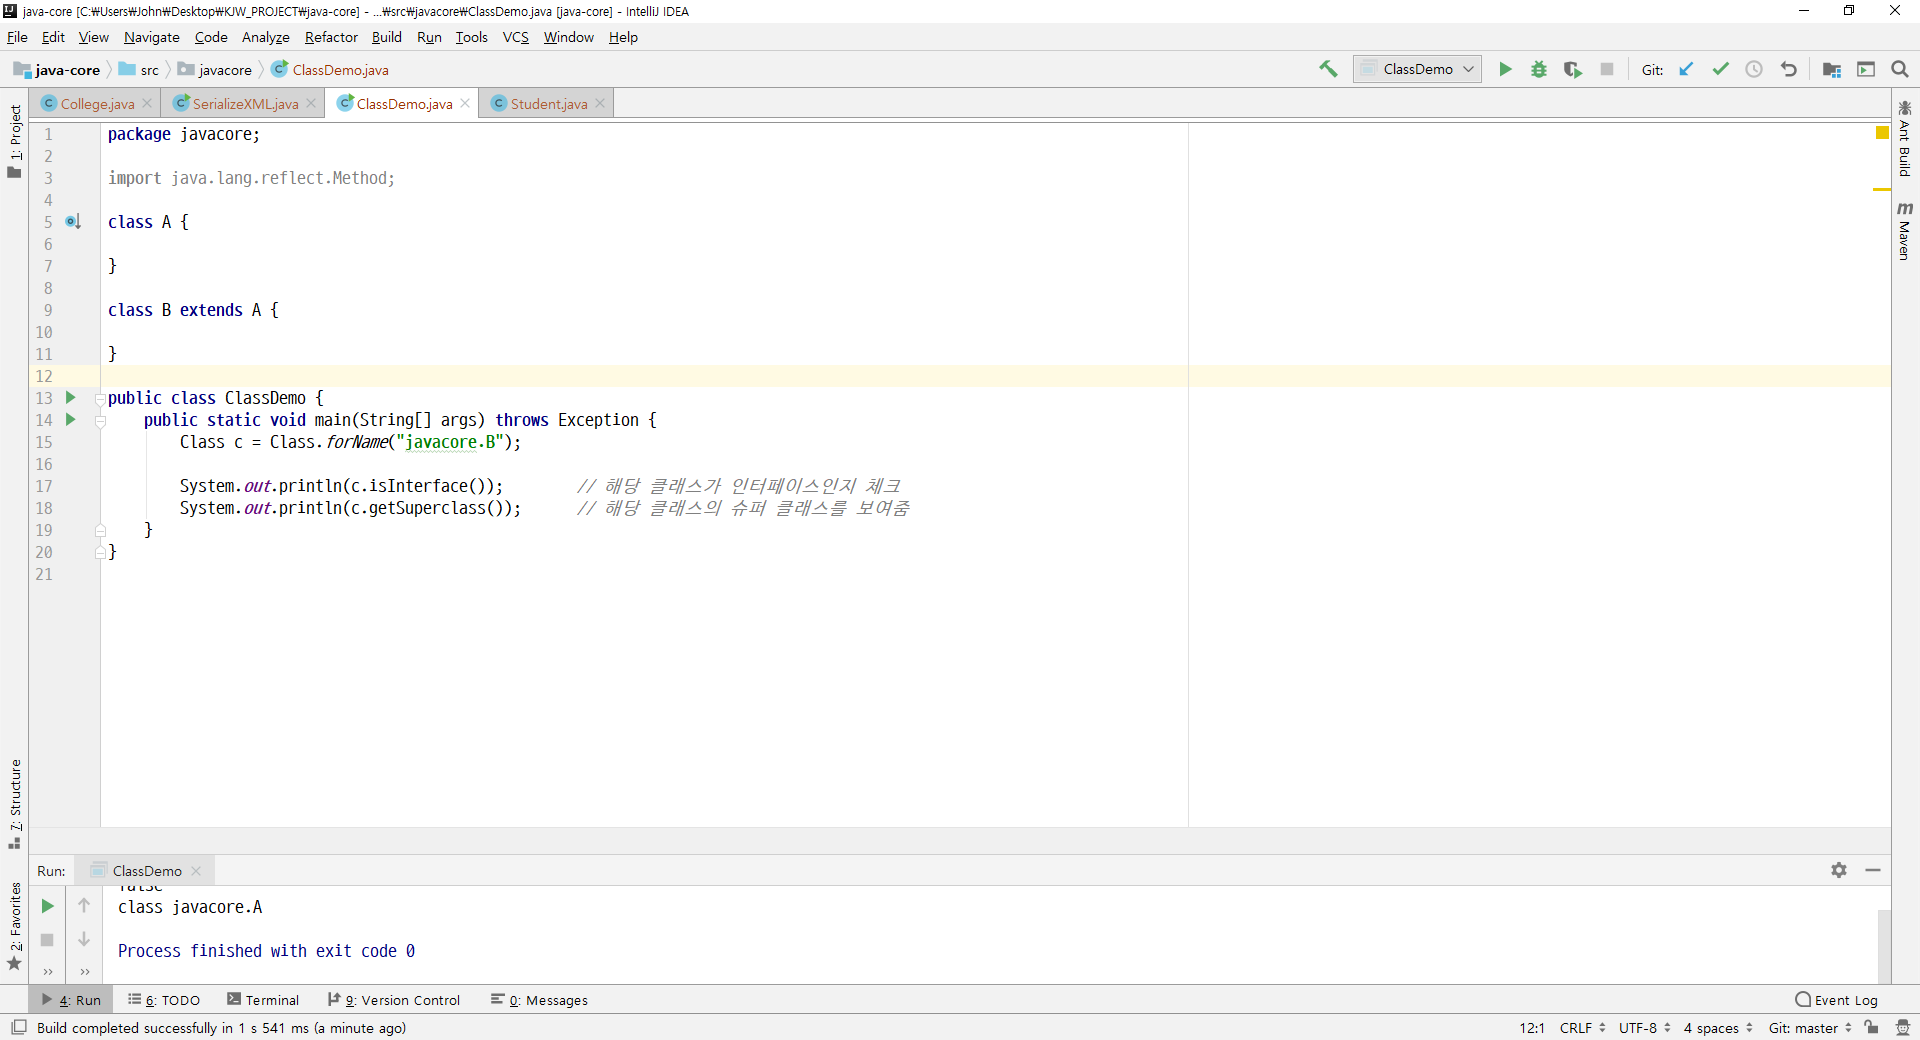 java-core [C:₩Users₩John₩Desktop₩KJW_PROJECT₩java-core] - ...₩src₩javacore₩ClassDemo.java [java-core] - IntelliJ IDEA
File Edit View Navigate Code Analyze Refactor Build Run Tools VCS Window Help
java-core src javacore ClassDemo.java ClassDemo Git:
College.java SerializeXML.java ClassDemo.java Student.java
1: Project
7: Structure
2: Favorites
Ant Build
m Maven
1 package javacore;
2
3 import java.lang.reflect.Method;
4
5 class A {
6
7 }
8
9 class B extends A {
10
11 }
12
13 public class ClassDemo {
14 public static void main(String[] args) throws Exception {
15 Class c = Class.forName("javacore.B");
16
17 System.out.println(c.isInterface()); // 해당 클래스가 인터페이스인지 체크
18 System.out.println(c.getSuperclass()); // 해당 클래스의 슈퍼 클래스를 보여줌
19 }
20 }
21
Run: ClassDemo
false
class javacore.A
Process finished with exit code 0
4: Run 6: TODO Terminal 9: Version Control 0: Messages Event Log
Build completed successfully in 1 s 541 ms (a minute ago) 12:1 CRLF UTF-8 4 spaces Git: master